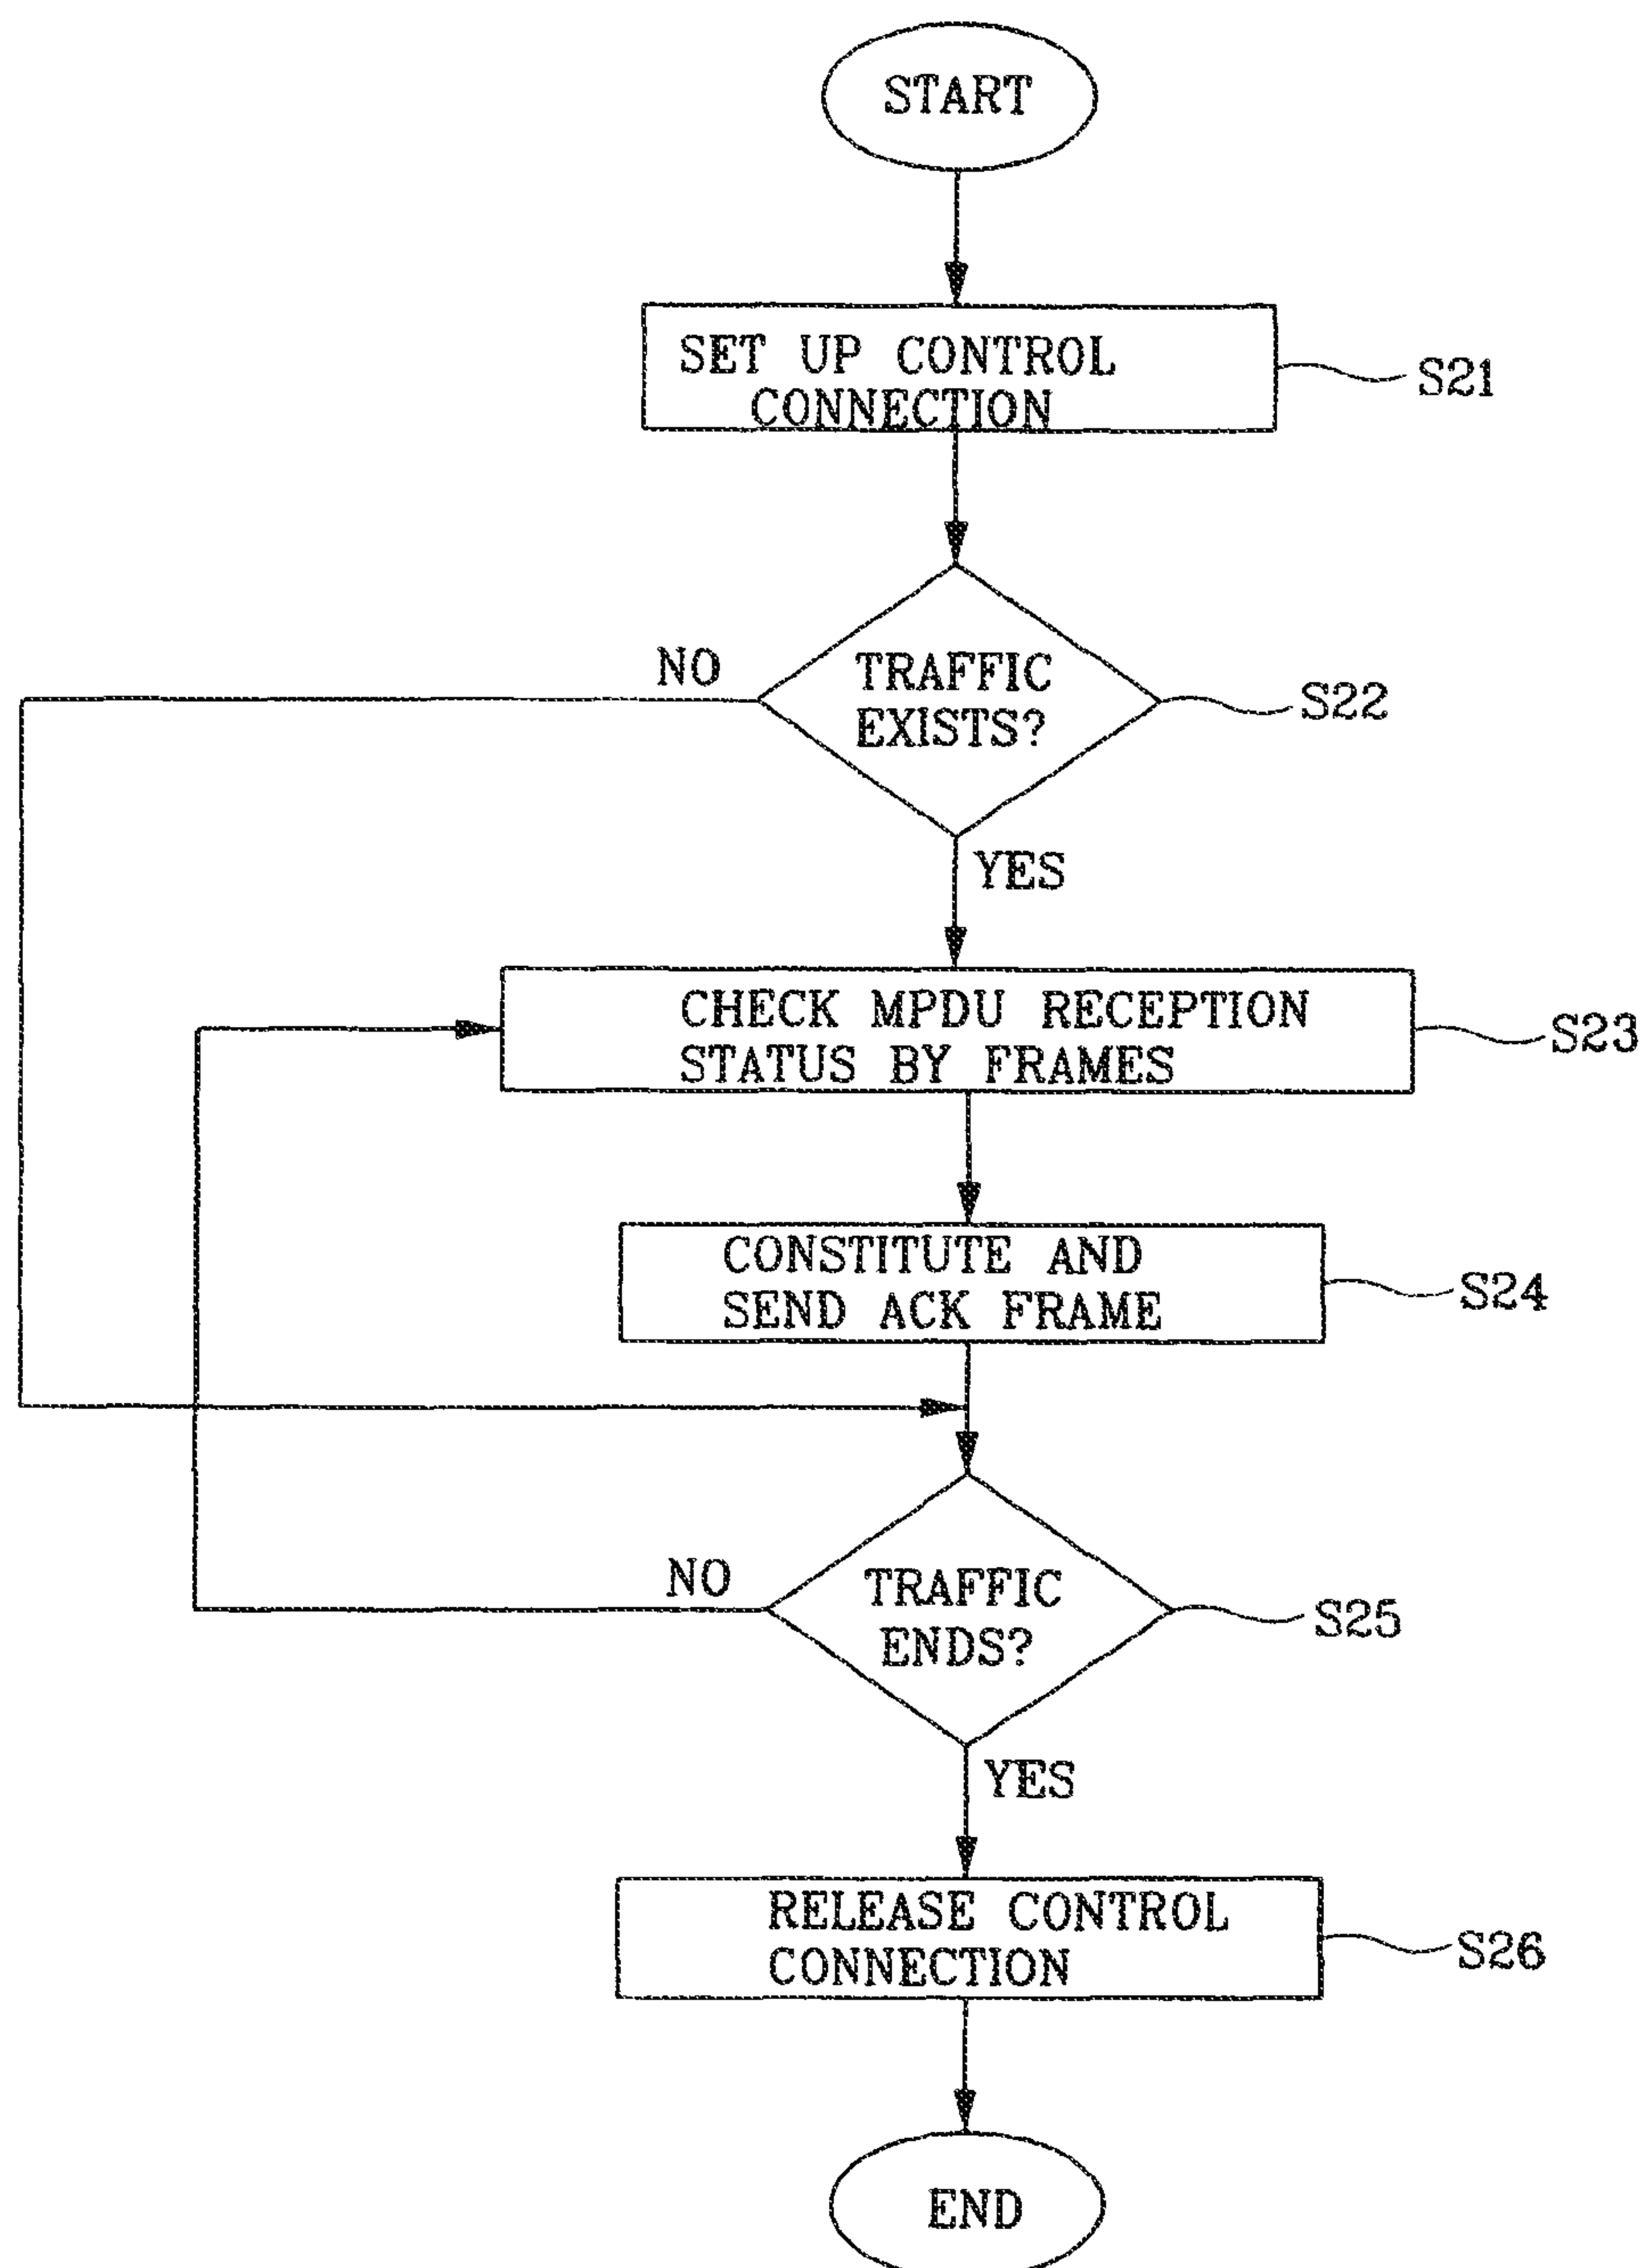 START
SET UP CONTROL
CONNECTION
S21
NO
TRAFFIC
EXISTS?
S22
YES
CHECK MPDU RECEPTION
STATUS BY FRAMES
S23
CONSTITUTE AND
SEND ACK FRAME
S24
NO
TRAFFIC
ENDS?
S25
YES
RELEASE CONTROL
CONNECTION
S26
END